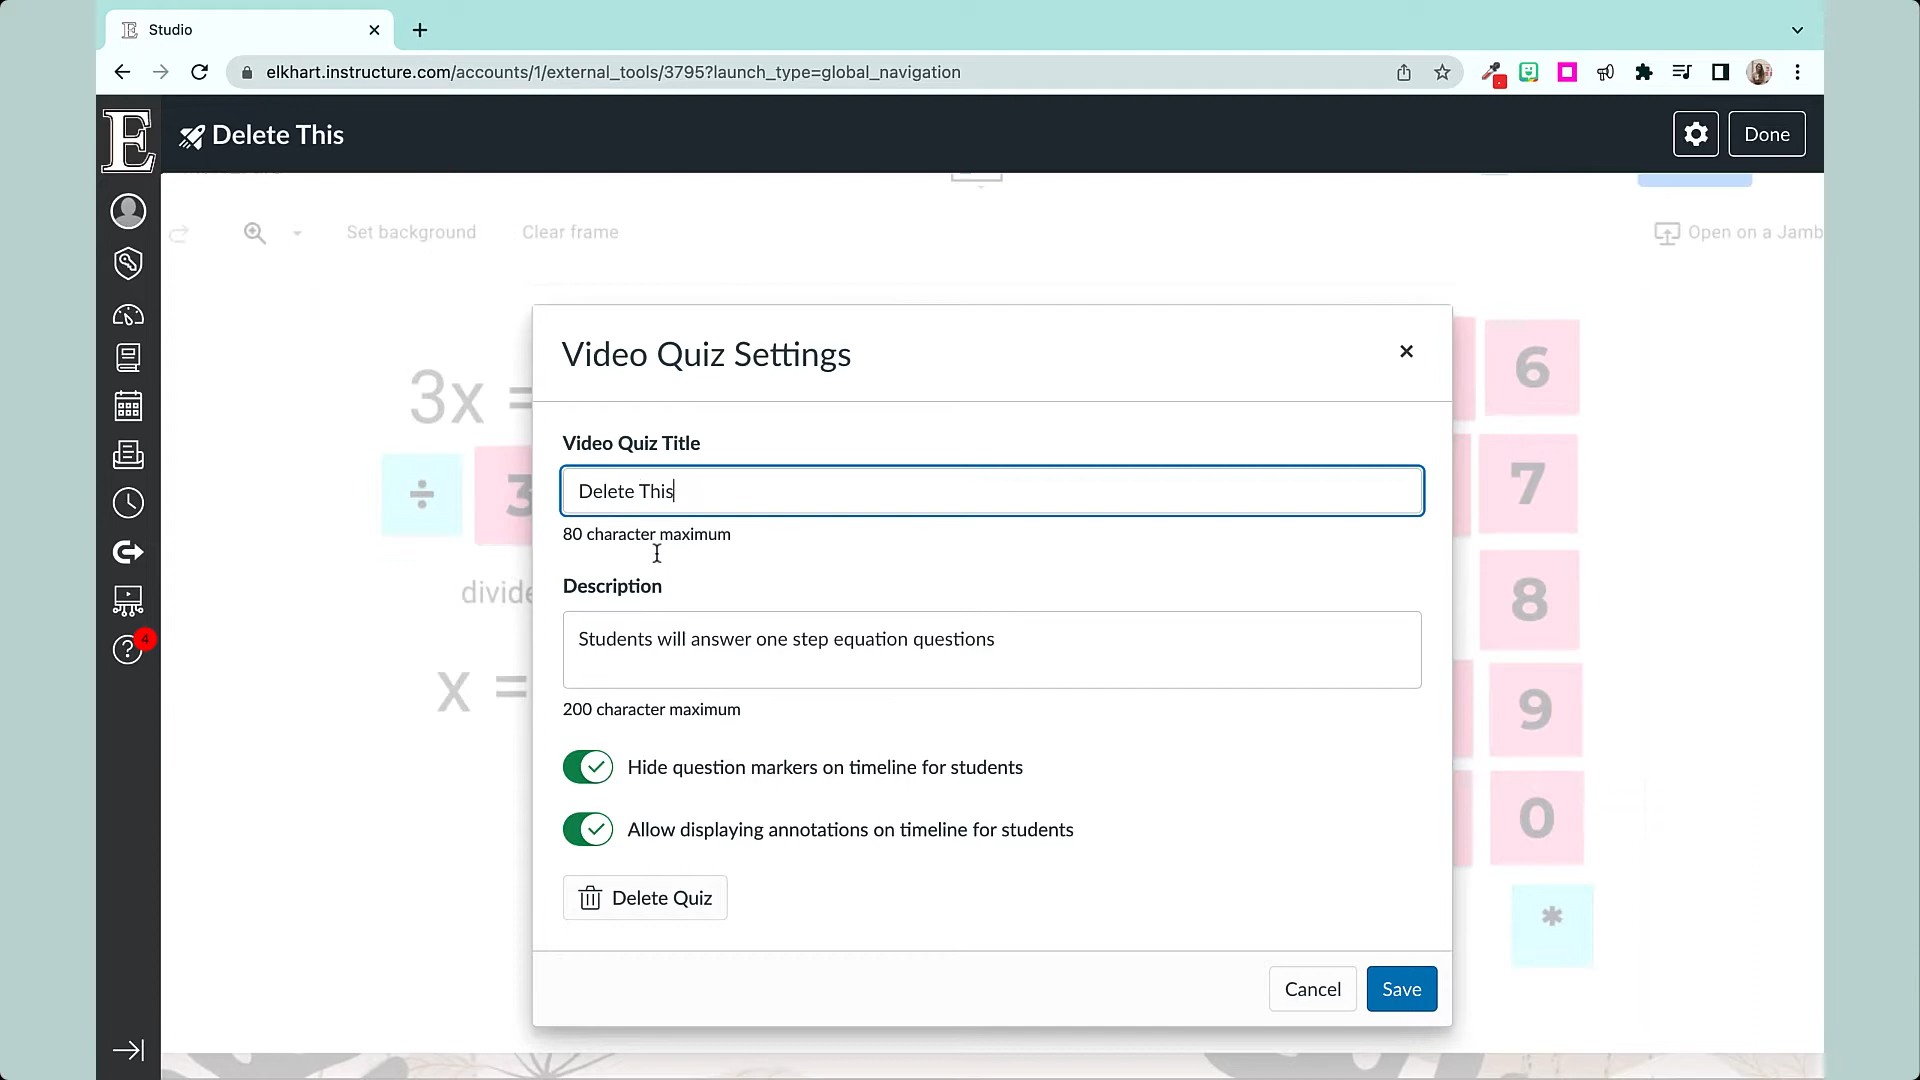 Studio
elkhart.instructure.com/accounts/1/external_tools/3795?launch_type=global_navigation
E
Delete This
Done
Set background
Clear frame
Open on a Jamb
3x =
÷ 3
divide
x =
6
7
8
9
0
*
4
Video Quiz Settings
Video Quiz Title
Delete This
80 character maximum
Description
Students will answer one step equation questions
200 character maximum
Hide question markers on timeline for students
Allow displaying annotations on timeline for students
Delete Quiz
Cancel
Save